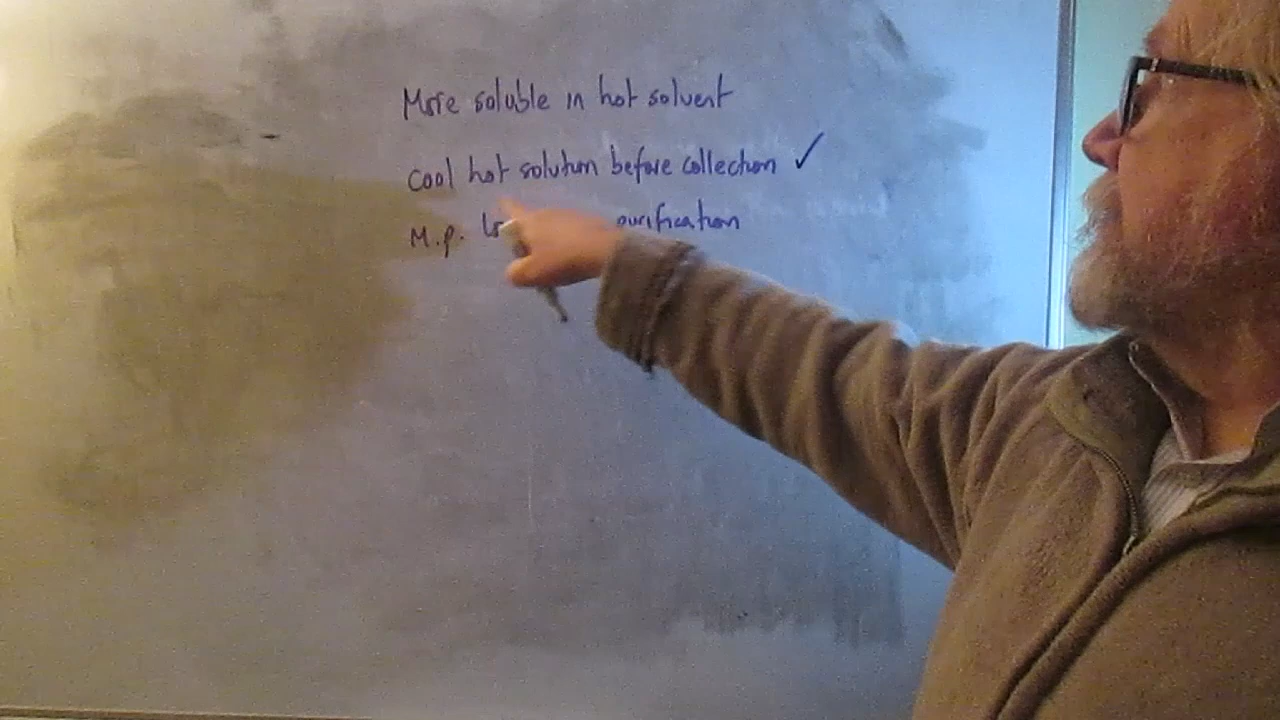 More soluble in hot solvent
Cool hot solution before collection ✓
M.p. purification